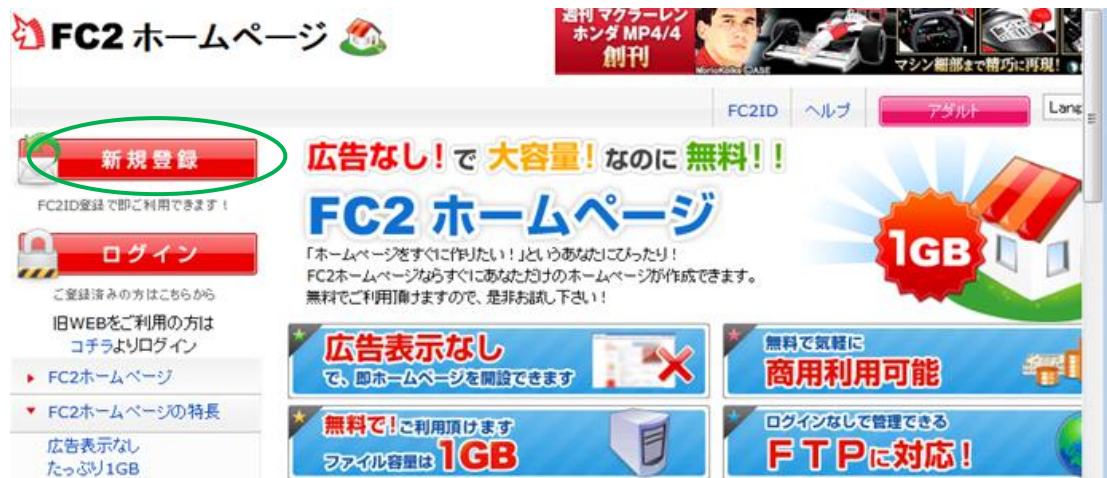 FC2 ホームページ
週刊 マクラーレン
ホンダ MP4/4
創刊
マシン細部まで精巧に再現!
FC2ID
ヘルプ
アダルト
Lang
新規登録
FC2ID登録で即ご利用できます!
ログイン
ご登録済みの方はこちらから
旧WEBをご利用の方は
コチラよりログイン
FC2ホームページ
FC2ホームページの特長
広告表示なし
たっぷり1GB
広告なし!で 大容量!なのに 無料!!
FC2 ホームページ
「ホームページをすぐに作りたい!」というあなたにぴったり!
FC2ホームページならすぐにあなただけのホームページが作成できます。
無料でご利用頂けますので、是非お試し下さい!
1GB
広告表示なし
で、即ホームページを開設できます
無料で気軽に
商用利用可能
無料で!ご利用頂けます
ファイル容量は1GB
ログインなしで管理できる
FTPに対応!